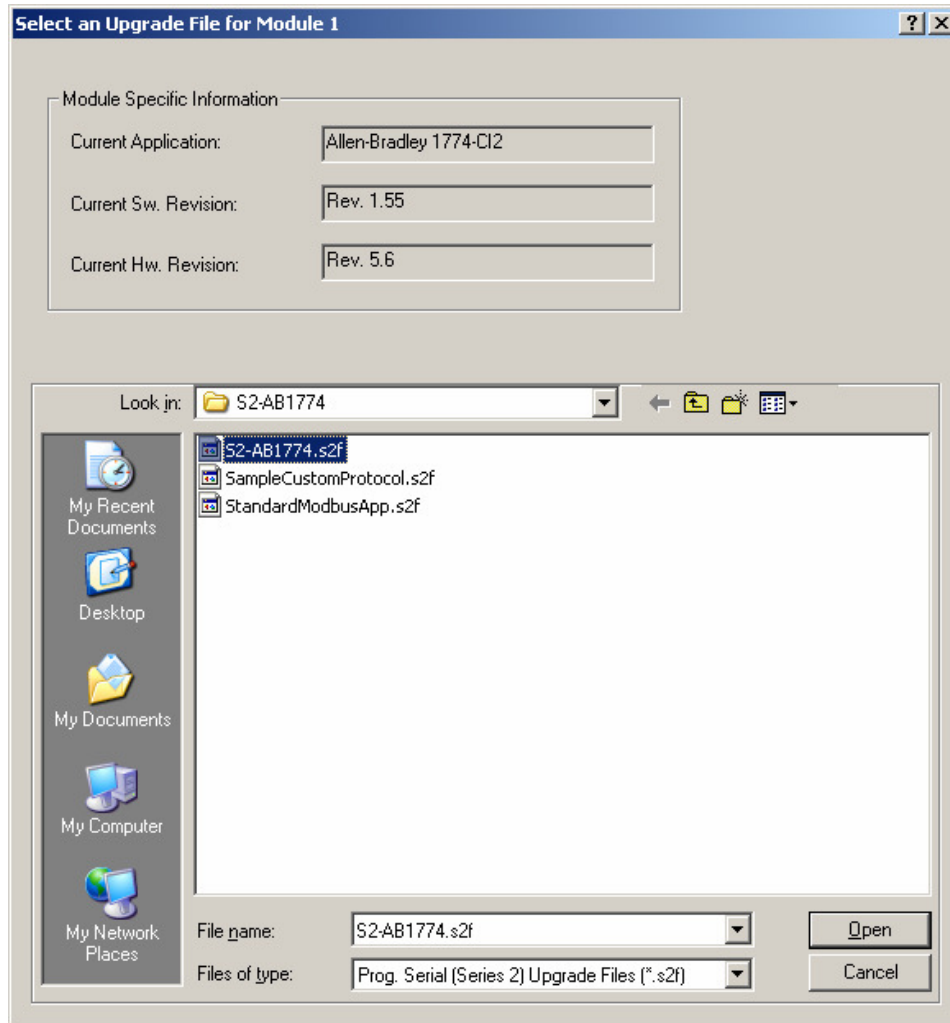 Select an Upgrade File for Module 1
Module Specific Information
Current Application: Allen-Bradley 1774-CI2
Current Sw. Revision: Rev. 1.55
Current Hw. Revision: Rev. 5.6
Look in: S2-AB1774
S2-AB1774.s2f
SampleCustomProtocol.s2f
StandardModbusApp.s2f
My Recent
Documents
Desktop
My Documents
My Computer
My Network
Places
File name: S2-AB1774.s2f Open
Files of type: Prog. Serial (Series 2) Upgrade Files (*.s2f) Cancel